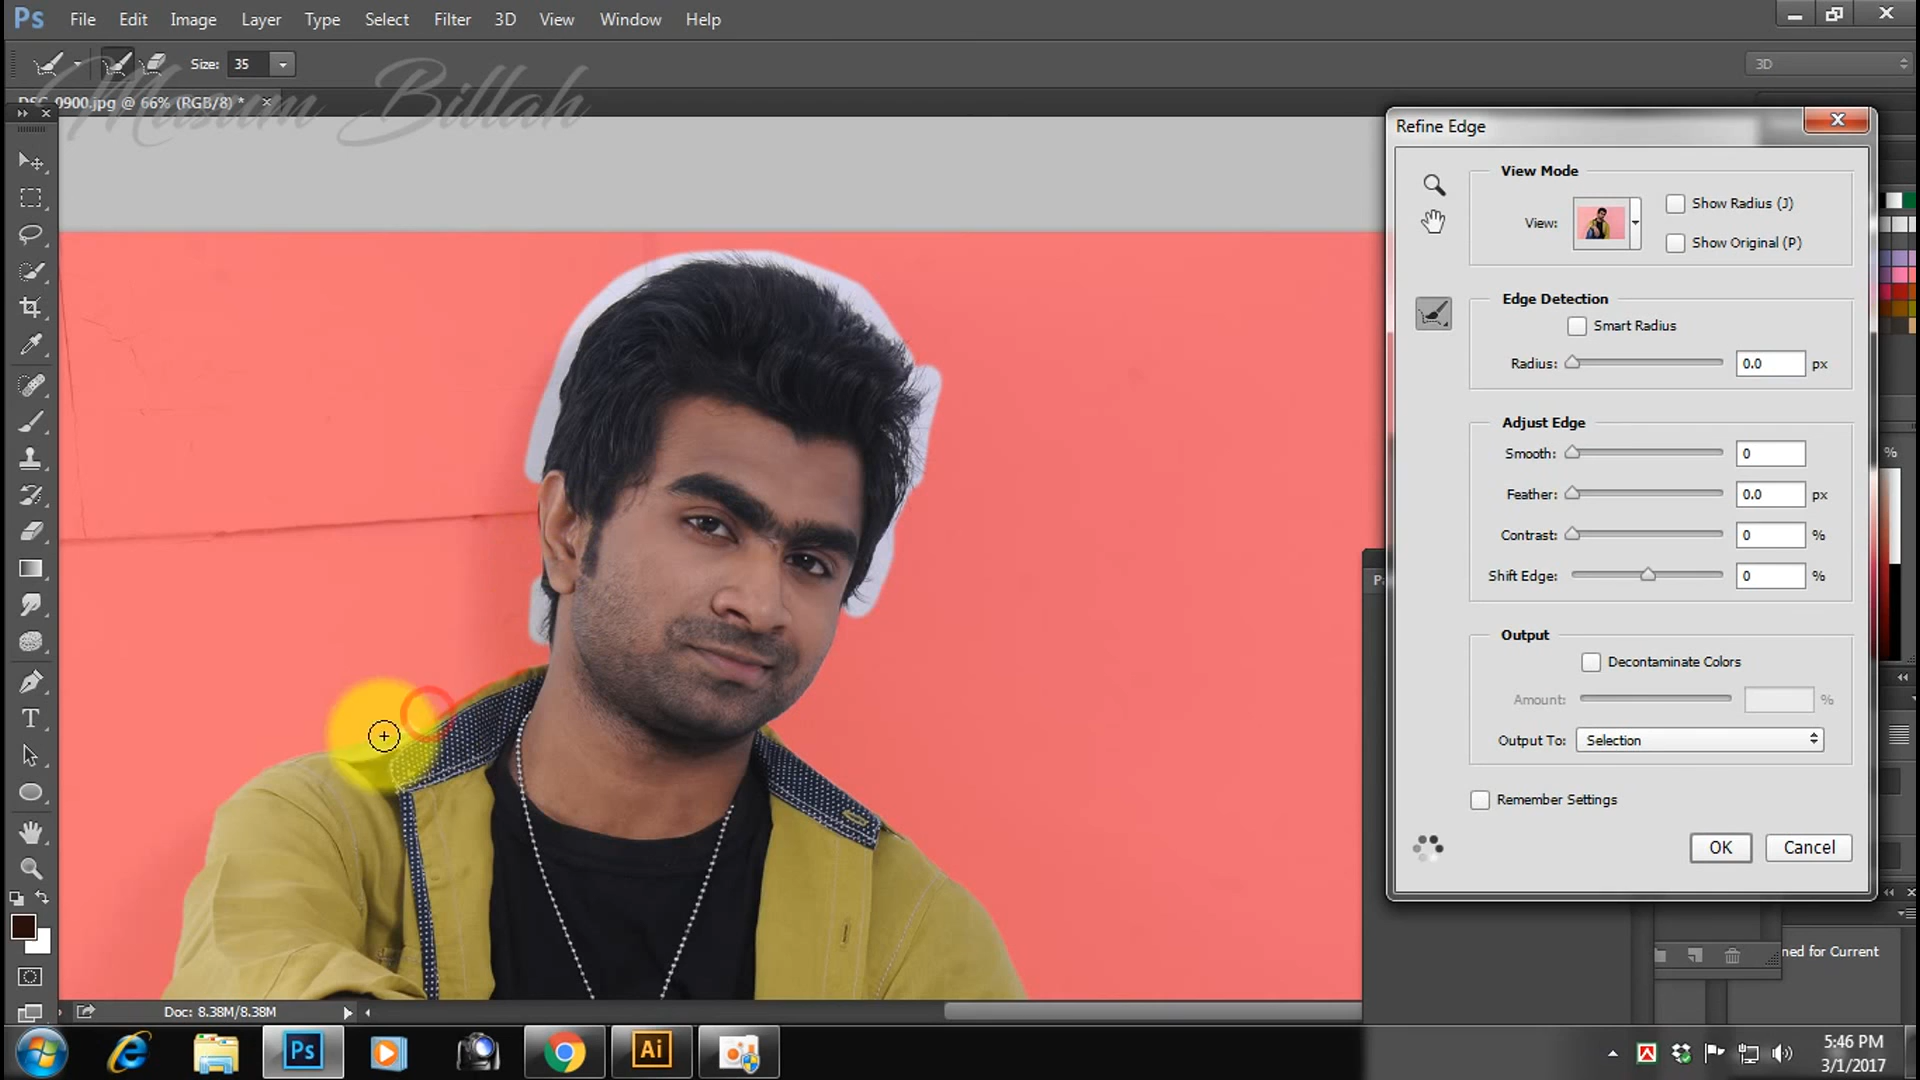 Ps File Edit Image Layer Type Select Filter 3D View Window Help
Size: 35 3D
Masum Billah
DSC_0900.jpg @ 66% (RGB/8) * ×
Refine Edge
View Mode
View:
Show Radius (J)
Show Original (P)
Edge Detection
Smart Radius
Radius: 0.0 px
Adjust Edge
Smooth: 0
Feather: 0.0 px
Contrast: 0 %
Shift Edge: 0 %
Output
Decontaminate Colors
Amount: %
Output To: Selection
Remember Settings
OK Cancel
%
ned for Current
Doc: 8.38M/8.38M
Ps Ai
5:46 PM
3/1/2017